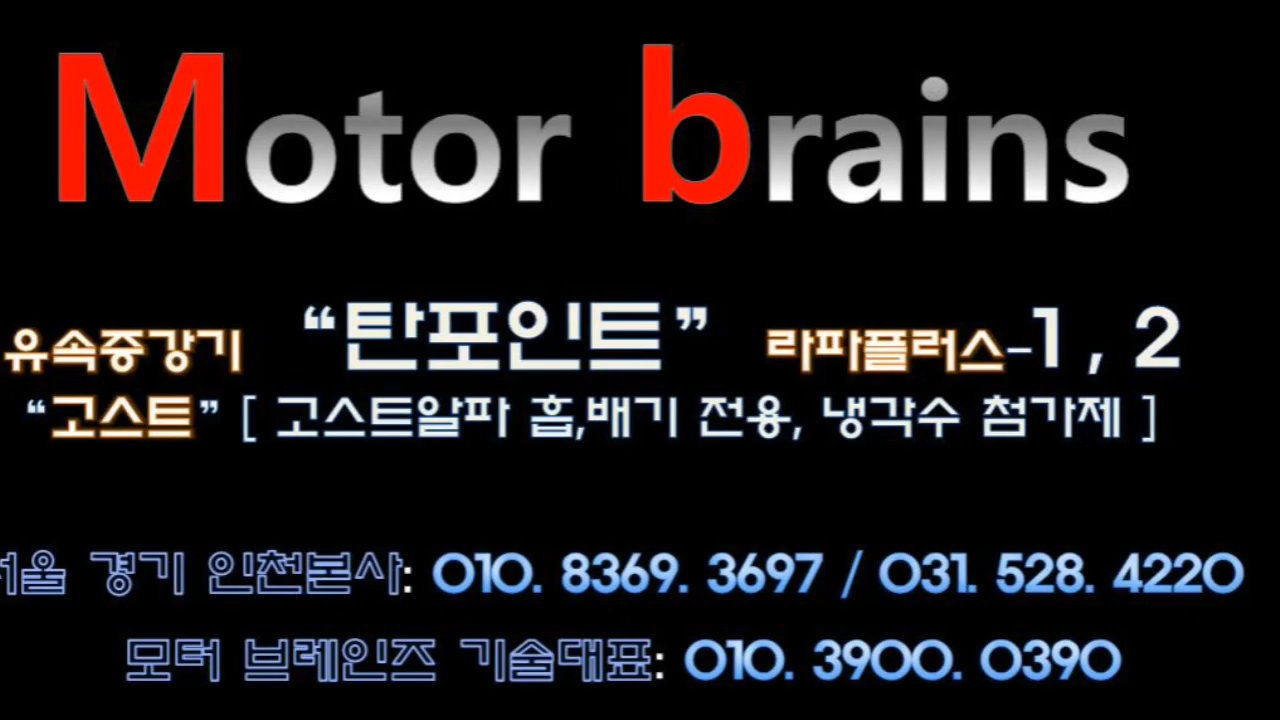 Motor brains
유속증강기 “탄포인트” 라파플러스-1 , 2
“고스트” [ 고스트알파 흡,배기 전용, 냉각수 첨가제 ]
서울 경기 인천본사: 010. 8369. 3697 / 031. 528. 4220
모터 브레인즈 기술대표: 010. 3900. 0390